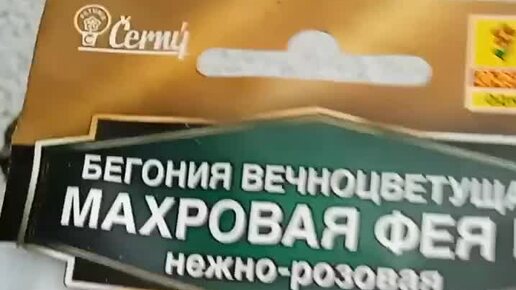 Černý
БЕГОНИЯ ВЕЧНОЦВЕТУЩА
МАХРОВАЯ ФЕЯ
нежно-розовая